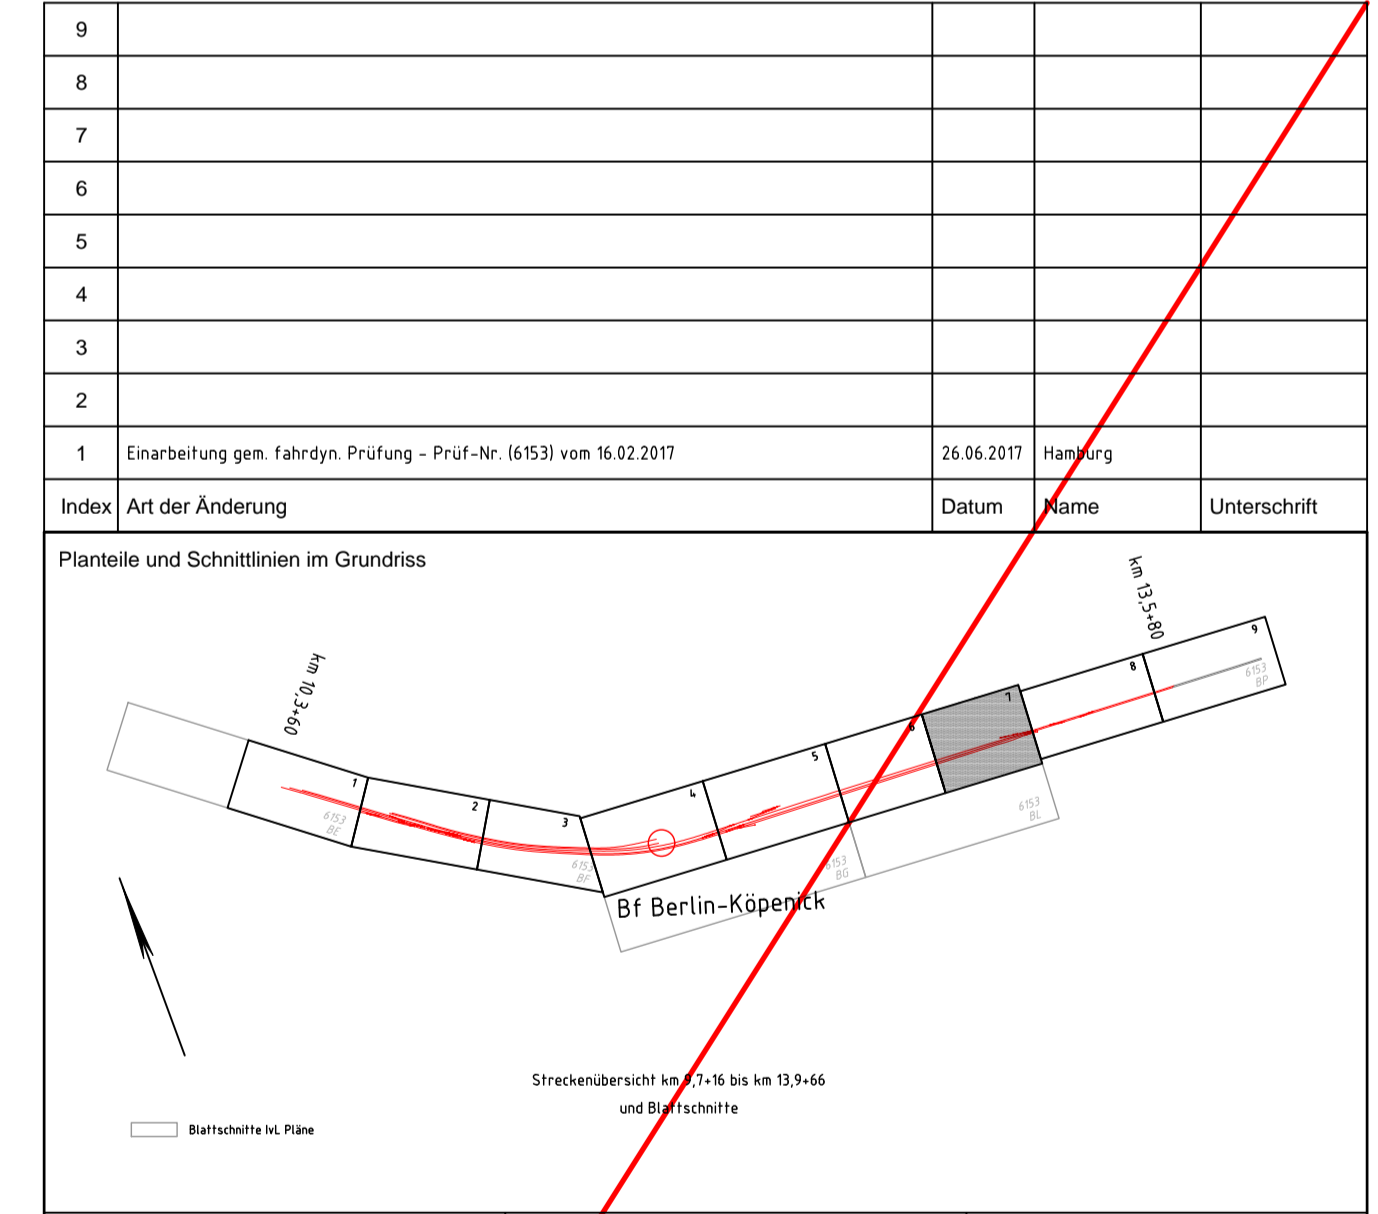 9
8
7
6
5
4
3
2
1 Einarbeitung gem. fahrdyn. Prüfung - Prüf-Nr. (6153) vom 16.02.2017 26.06.2017 Hamburg
Index Art der Änderung Datum Name Unterschrift
Planteile und Schnittlinien im Grundriss
km 10,3+60
km 13,5+80
1
2
3
4
5
6
7
8
9
6153
BE
6153
BF
6153
BG
6153
BL
6153
BP
Bf Berlin-Köpenick
Streckenübersicht km 9,7+16 bis km 13,9+66
und Blattschnitte
Blattschnitte IvL Pläne